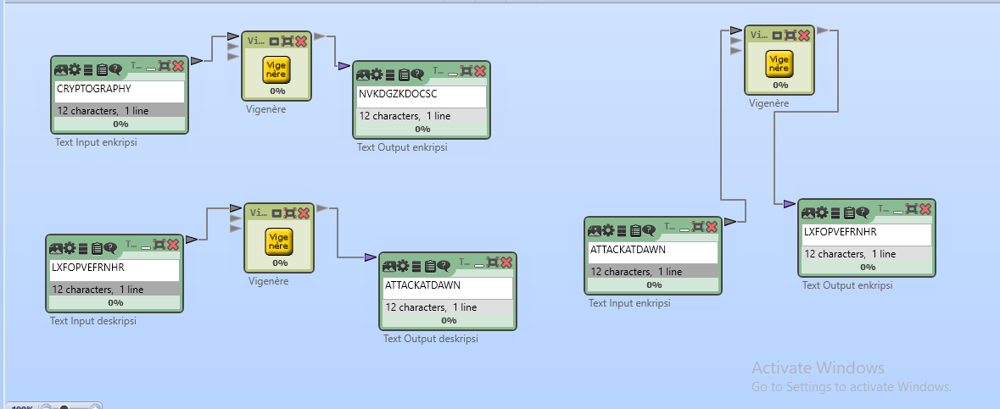 Vi...
Vige
nère
0%
Vigenère
T...
CRYPTOGRAPHY
12 characters, 1 line
0%
Text Input enkripsi
T...
NVKDGZKDOCSC
12 characters, 1 line
0%
Text Output enkripsi
Vi...
Vige
nère
0%
Vigenère
Vi...
Vige
nère
0%
Vigenère
T...
LXFOPVEFRNHR
12 characters, 1 line
0%
Text Input deskripsi
T...
ATTACKATDAWN
12 characters, 1 line
0%
Text Output deskripsi
T...
ATTACKATDAWN
12 characters, 1 line
0%
Text Input enkripsi
T...
LXFOPVEFRNHR
12 characters, 1 line
0%
Text Output enkripsi
Activate Windows
Go to Settings to activate Windows.
100%